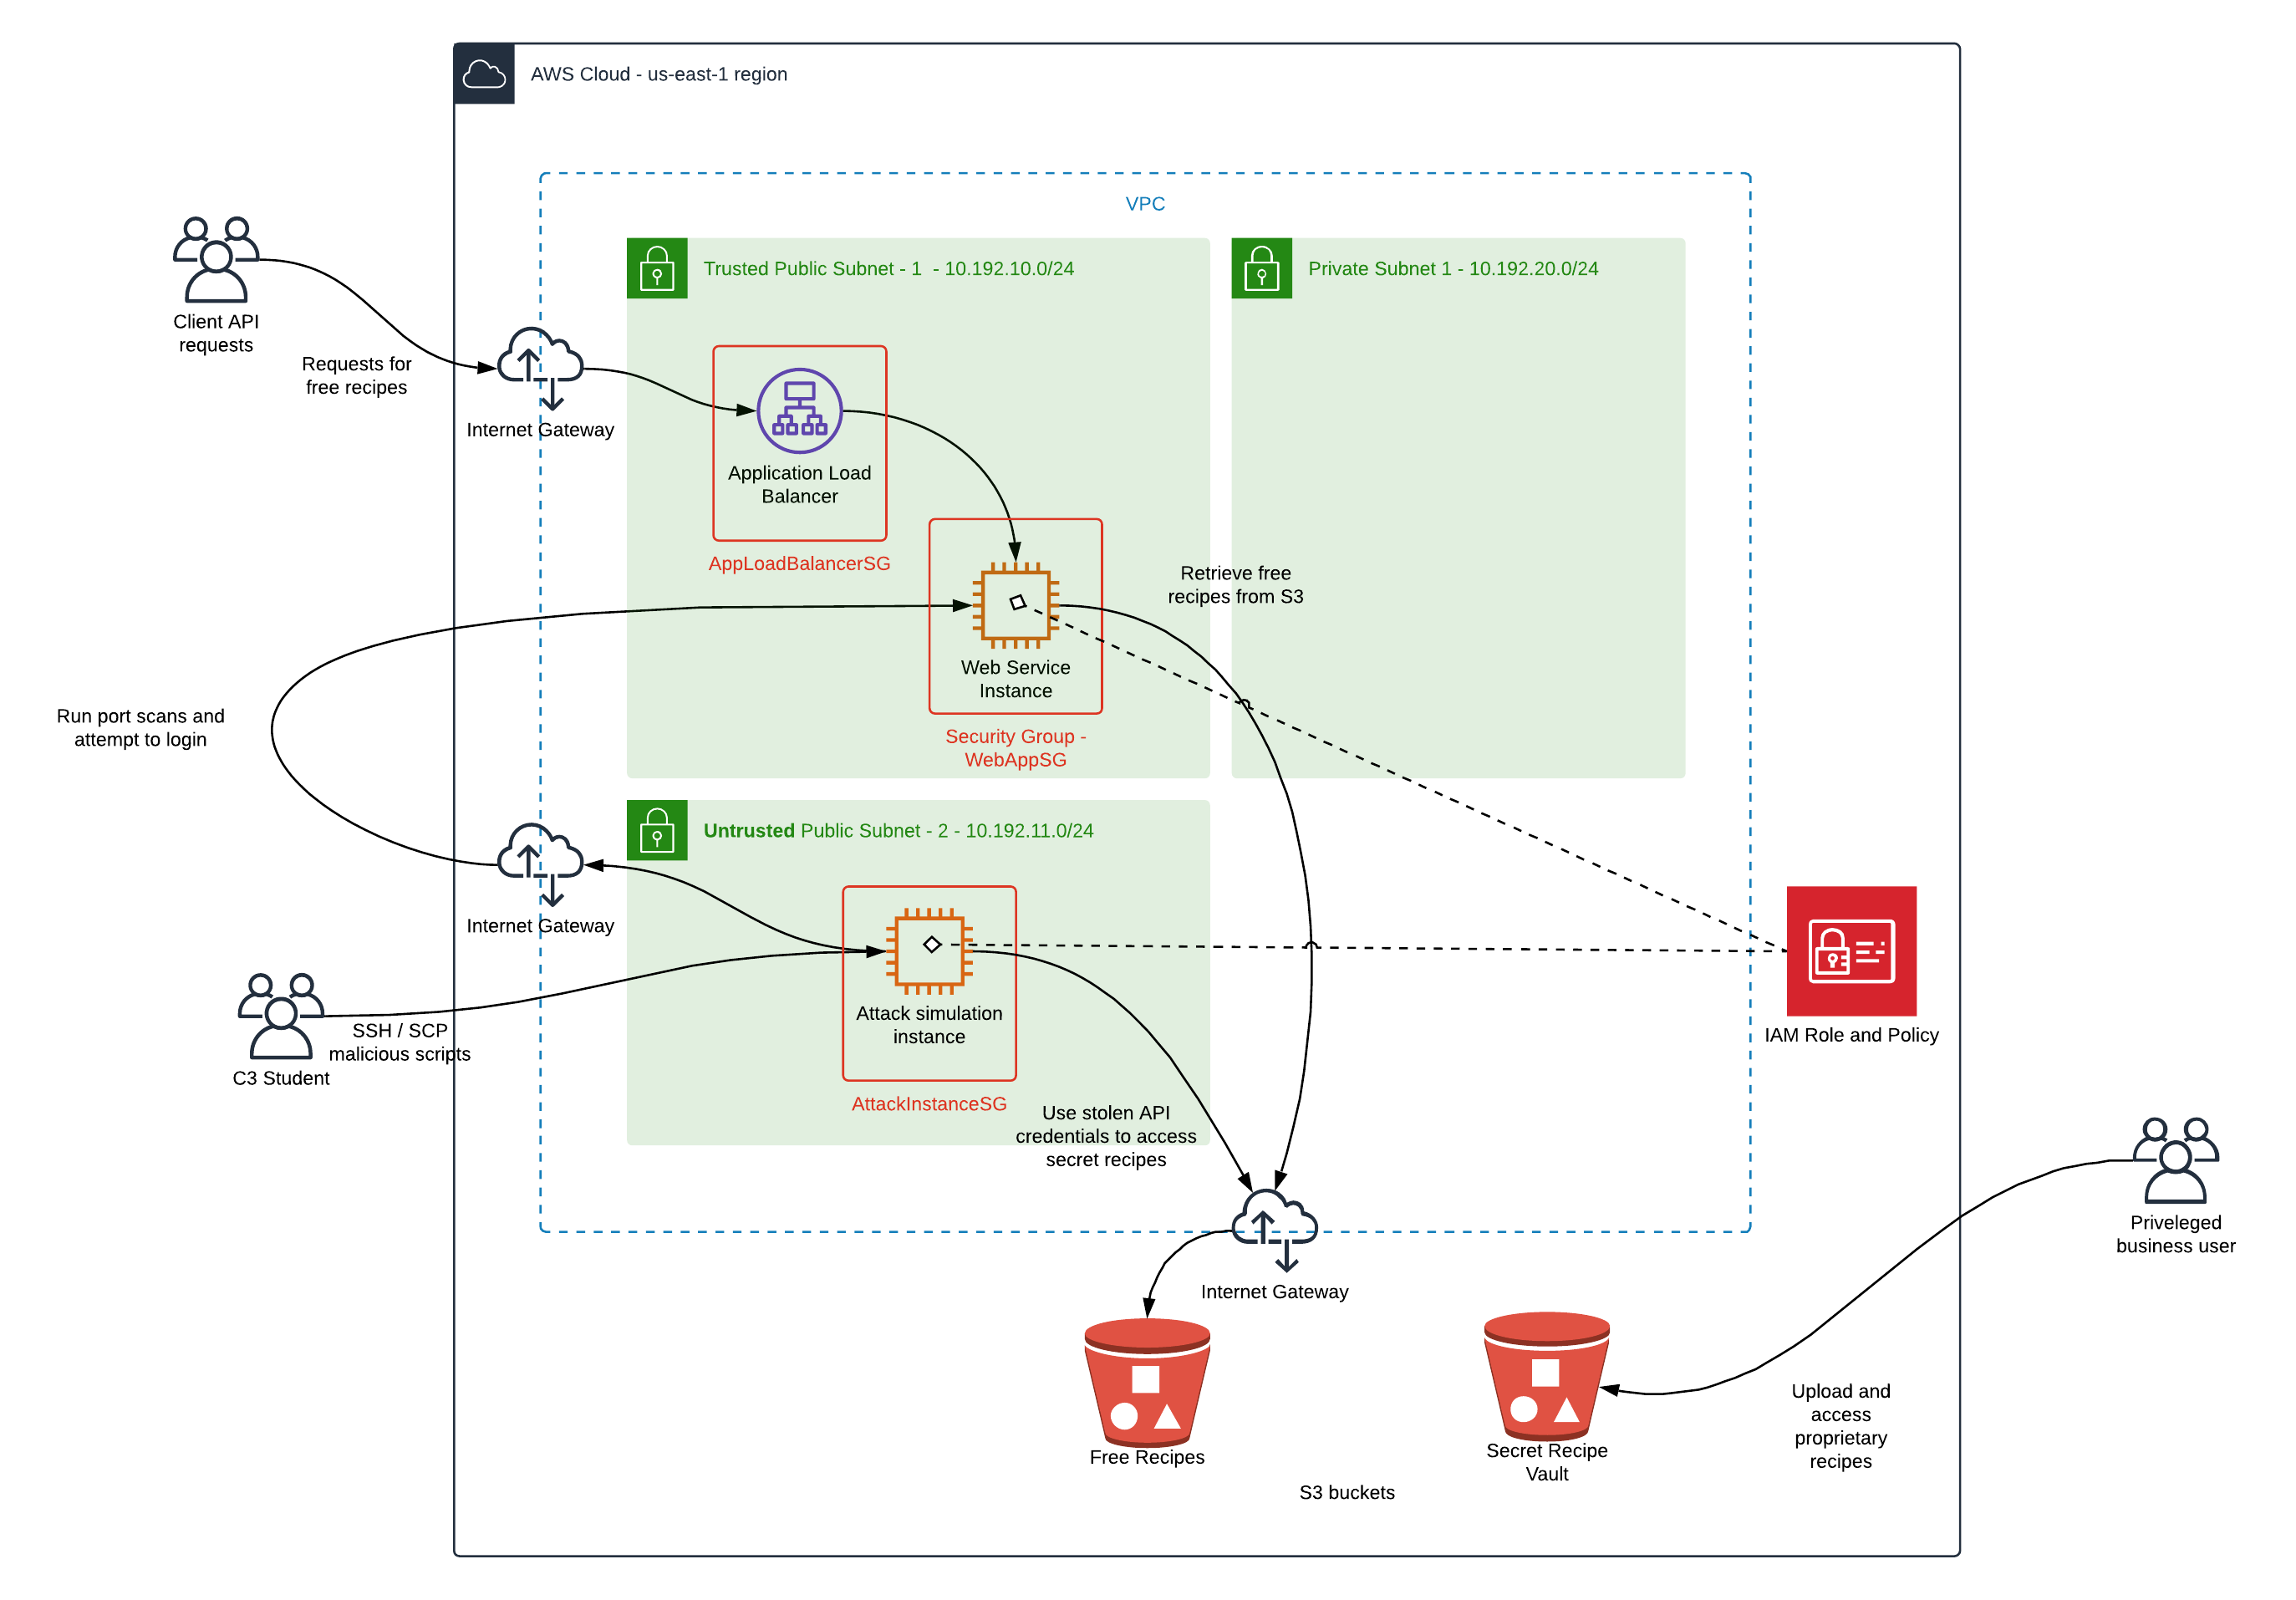 AWS Cloud - us-east-1 region
VPC
Trusted Public Subnet - 1  - 10.192.10.0/24
Private Subnet 1 - 10.192.20.0/24
Client API
requests
Requests for
free recipes
Internet Gateway
Application Load
Balancer
AppLoadBalancerSG
Retrieve free
recipes from S3
Web Service
Instance
Security Group -
WebAppSG
Run port scans and
attempt to login
Untrusted Public Subnet - 2 - 10.192.11.0/24
Internet Gateway
Attack simulation
instance
AttackInstanceSG
SSH / SCP
malicious scripts
C3 Student
IAM Role and Policy
Use stolen API
credentials to access
secret recipes
Priveleged
business user
Internet Gateway
Upload and
access
proprietary
recipes
Free Recipes
Secret Recipe
Vault
S3 buckets